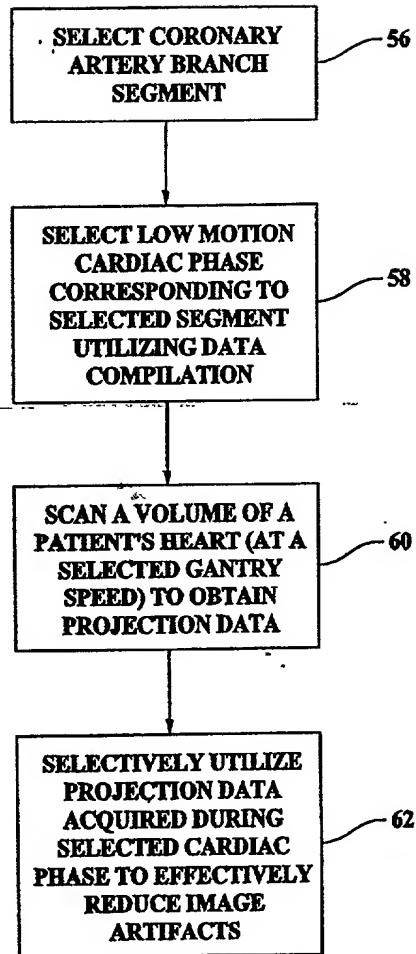 SELECT CORONARY
ARTERY BRANCH
SEGMENT
56
SELECT LOW MOTION
CARDIAC PHASE
CORRESPONDING TO
SELECTED SEGMENT
UTILIZING DATA
COMPILATION
58
SCAN A VOLUME OF A
PATIENT'S HEART (AT A
SELECTED GANTRY
SPEED) TO OBTAIN
PROJECTION DATA
60
SELECTIVELY UTILIZE
PROJECTION DATA
ACQUIRED DURING
SELECTED CARDIAC
PHASE TO EFFECTIVELY
REDUCE IMAGE
ARTIFACTS
62